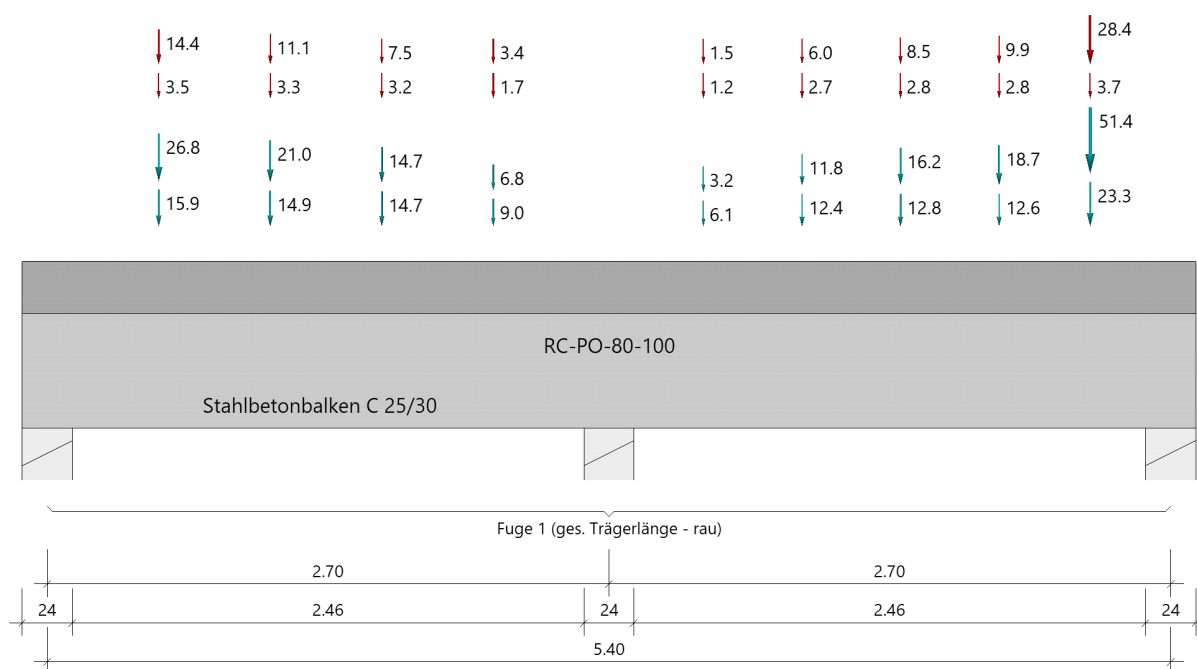 14.4 11.1 7.5 3.4 1.5 6.0 8.5 9.9 28.4
3.5 3.3 3.2 1.7 1.2 2.7 2.8 2.8 3.7
26.8 21.0 14.7 6.8 3.2 11.8 16.2 18.7 51.4
15.9 14.9 14.7 9.0 6.1 12.4 12.8 12.6 23.3
RC-PO-80-100
Stahlbetonbalken C 25/30
Fuge 1 (ges. Trägerlänge - rau)
2.70 2.70
24 2.46 24 2.46 24
5.40